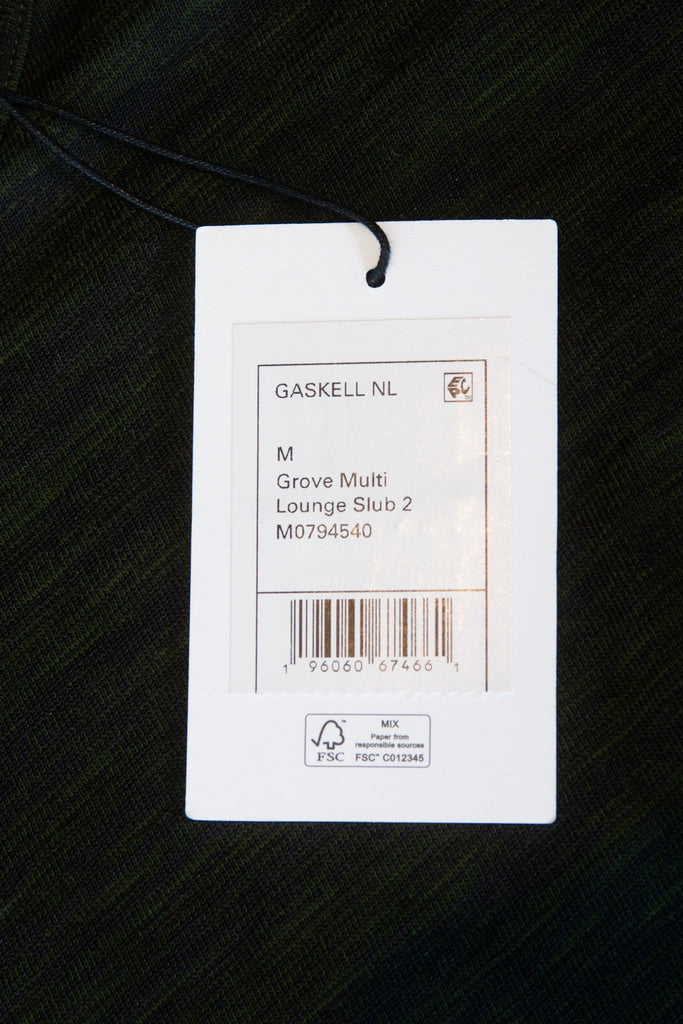 GASKELL NL
EPC
M
Grove Multi
Lounge Slub 2
M0794540
1 96060 67466 1
MIX
Paper from
responsible sources
FSC™ C012345
FSC